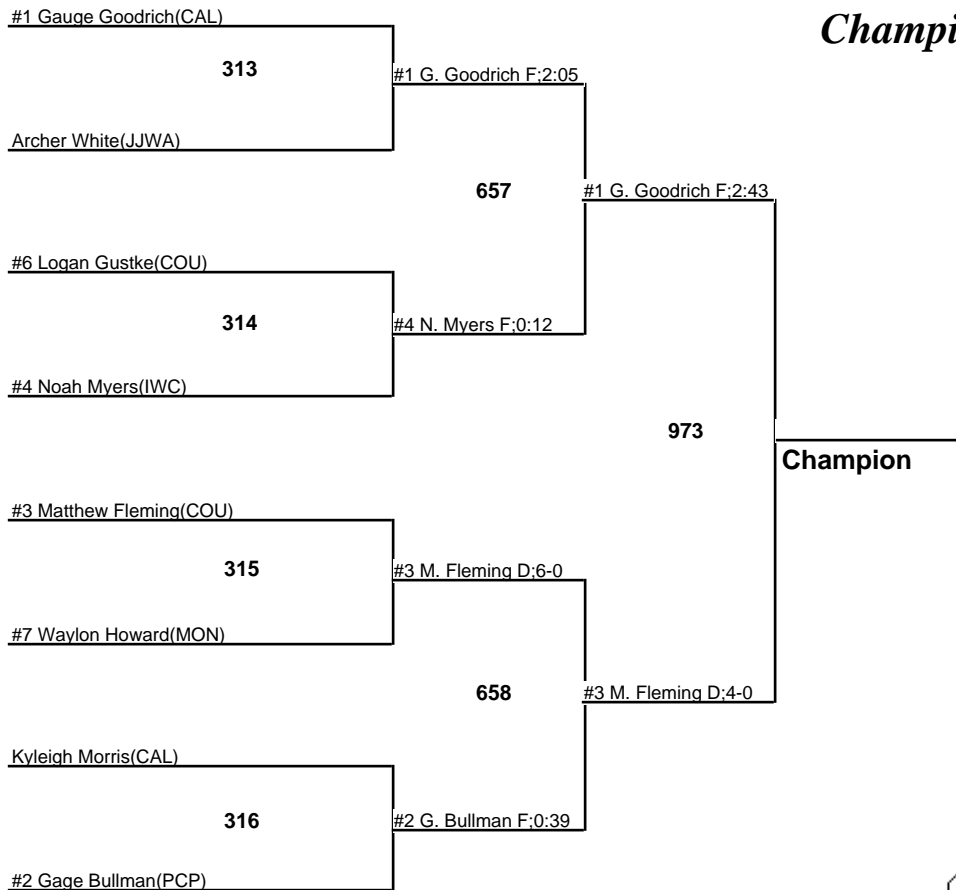 #1 Gauge Goodrich(CAL)
313
Archer White(JJWA)
#1 G. Goodrich F;2:05
657
#6 Logan Gustke(COU)
314
#4 Noah Myers(IWC)
#4 N. Myers F;0:12
#1 G. Goodrich F;2:43
973
#3 Matthew Fleming(COU)
315
#7 Waylon Howard(MON)
#3 M. Fleming D;6-0
658
Kyleigh Morris(CAL)
316
#2 Gage Bullman(PCP)
#2 G. Bullman F;0:39
#3 M. Fleming D;4-0
Champion
Champi